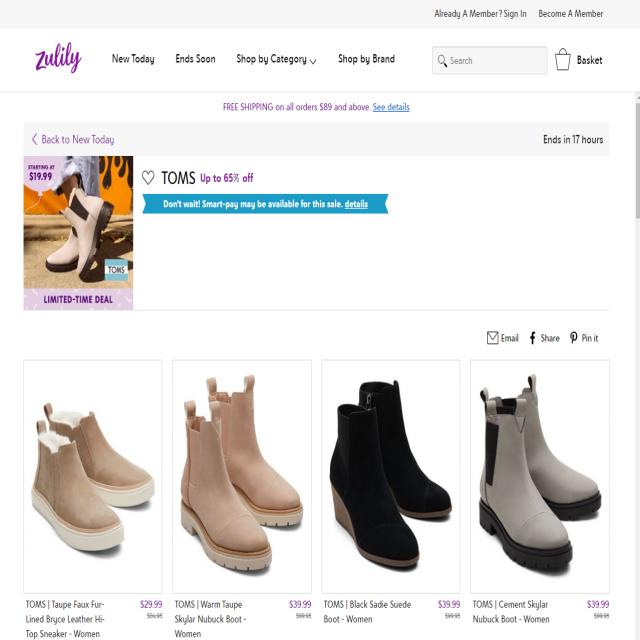 Already A Member? Sign In Become A Member
zulily
New Today Ends Soon Shop by Category Shop by Brand Search Basket
FREE SHIPPING on all orders $89 and above. See details
Back to New Today Ends in 17 hours
STARTING AT
$19.99
TOMS
LIMITED-TIME DEAL
TOMS Up to 65% off
Don't wait! Smart-pay may be available for this sale. details
Email Share Pin it
TOMS | Taupe Faux Fur-
Lined Bryce Leather Hi-
Top Sneaker - Women
$29.99
$84.95
TOMS | Warm Taupe
Skylar Nubuck Boot -
Women
$39.99
$99.95
TOMS | Black Sadie Suede
Boot - Women
$39.99
$99.95
TOMS | Cement Skylar
Nubuck Boot - Women
$39.99
$99.95